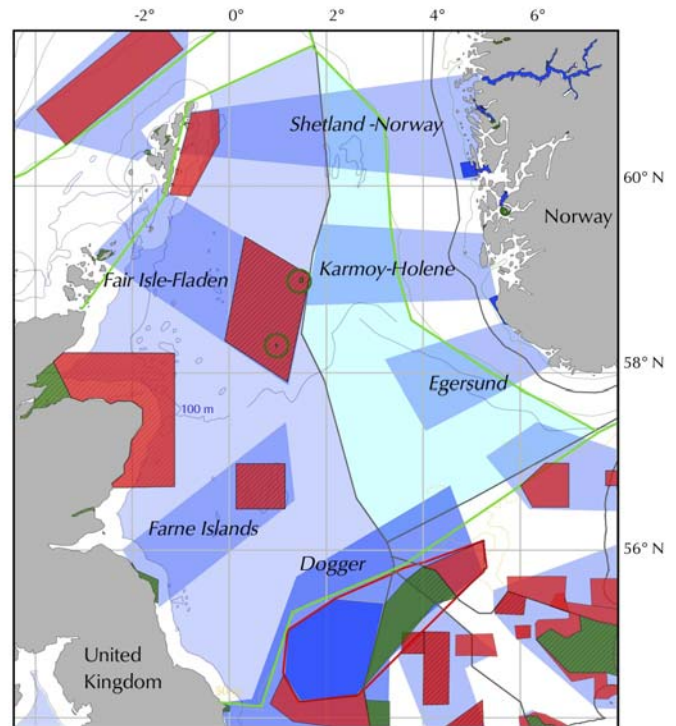 -2° 0° 2° 4° 6°
Shetland -Norway
60° N
Norway
Karmoy-Holene
Fair Isle-Fladen
58° N
Egersund
100 m
Farne Islands
56° N
Dogger
United
Kingdom